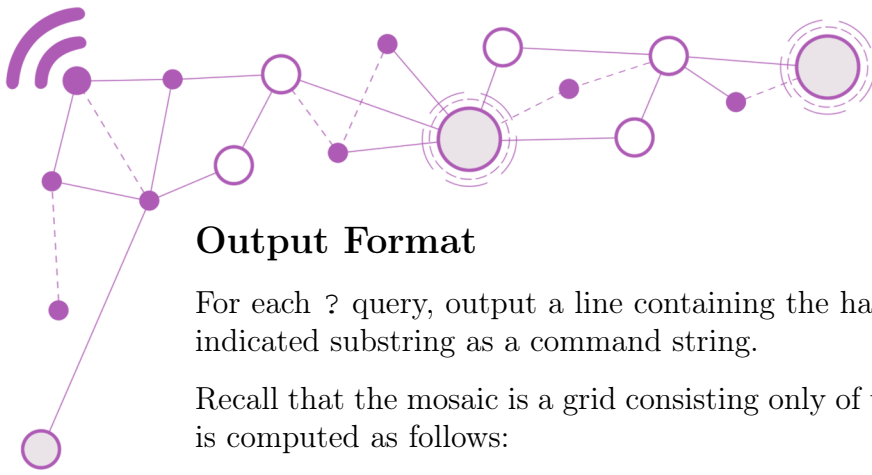 Output Format
For each ? query, output a line containing the
indicated substring as a command string.
Recall that the mosaic is a grid consisting only of
is computed as follows: